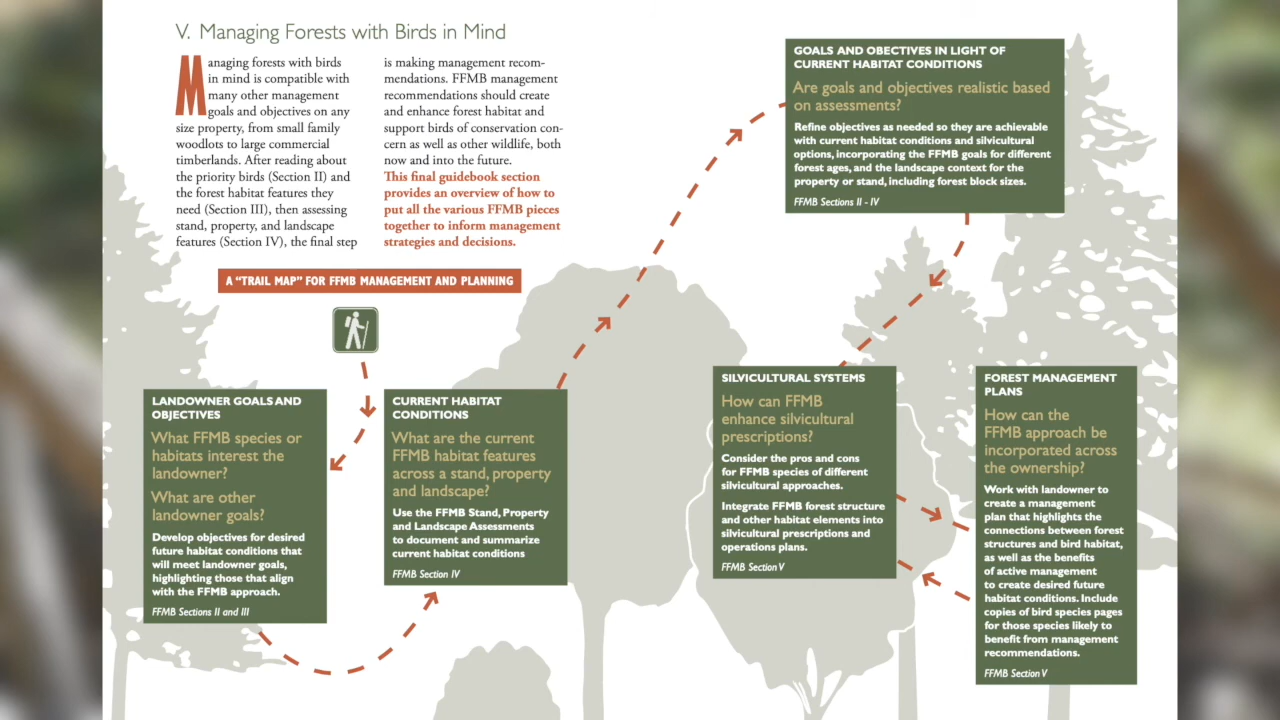 V. Managing Forests with Birds in Mind
Managing forests with birds
in mind is compatible with
many other management
goals and objectives on any
size property, from small family
woodlots to large commercial
timberlands. After reading about
the priority birds (Section II) and
the forest habitat features they
need (Section III), then assessing
stand, property, and landscape
features (Section IV), the final step
is making management recom-
mendations. FFMB management
recommendations should create
and enhance forest habitat and
support birds of conservation con-
cern as well as other wildlife, both
now and into the future.
This final guidebook section
provides an overview of how to
put all the various FFMB pieces
together to inform management
strategies and decisions.
A “TRAIL MAP” FOR FFMB MANAGEMENT AND PLANNING
LANDOWNER GOALS AND
OBJECTIVES
What FFMB species or
habitats interest the
landowner?
What are other
landowner goals?
Develop objectives for desired
future habitat conditions that
will meet landowner goals,
highlighting those that align
with the FFMB approach.
FFMB Sections II and III
CURRENT HABITAT
CONDITIONS
What are the current
FFMB habitat features
across a stand, property
and landscape?
Use the FFMB Stand, Property
and Landscape Assessments
to document and summarize
current habitat conditions
FFMB Section IV
GOALS AND OBECTIVES IN LIGHT OF
CURRENT HABITAT CONDITIONS
Are goals and objectives realistic based
on assessments?
Refine objectives as needed so they are achievable
with current habitat conditions and silvicultural
options, incorporating the FFMB goals for different
forest ages, and the landscape context for the
property or stand, including forest block sizes.
FFMB Sections II - IV
SILVICULTURAL SYSTEMS
How can FFMB
enhance silvicultural
prescriptions?
Consider the pros and cons
for FFMB species of different
silvicultural approaches.
Integrate FFMB forest structure
and other habitat elements into
silvicultural prescriptions and
operations plans.
FFMB Section V
FOREST MANAGEMENT
PLANS
How can the
FFMB approach be
incorporated across
the ownership?
Work with landowner to
create a management
plan that highlights the
connections between forest
structures and bird habitat,
as well as the benefits
of active management
to create desired future
habitat conditions. Include
copies of bird species pages
for those species likely to
benefit from management
recommendations.
FFMB Section V